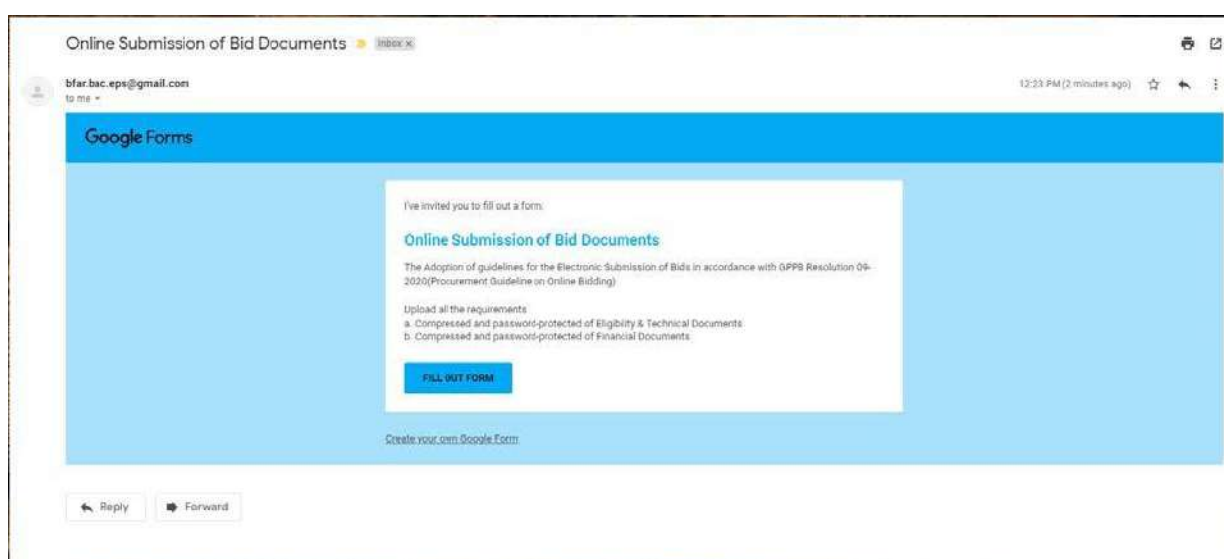 Online Submission of Bid Documents Inbox x
bfar.bac.eps@gmail.com 12:23 PM (2 minutes ago)
to me
Google Forms
I've invited you to fill out a form:
Online Submission of Bid Documents
The Adoption of guidelines for the Electronic Submission of Bids in accordance with GPPB Resolution 09-
2020(Procurement Guideline on Online Bidding)
Upload all the requirements
a. Compressed and password-protected of Eligibility & Technical Documents
b. Compressed and password-protected of Financial Documents
FILL OUT FORM
Create your own Google Form
Reply Forward